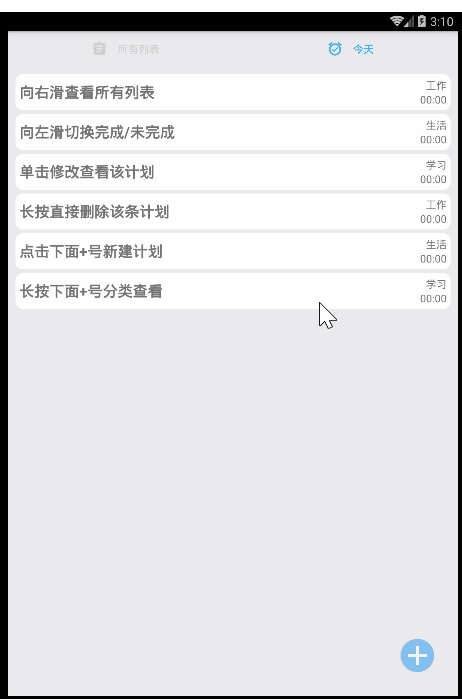 3:10
所有列表
今天
向右滑查看所有列表
工作
00:00
向左滑切换完成/未完成
生活
00:00
单击修改查看该计划
学习
00:00
长按直接删除该条计划
工作
00:00
点击下面+号新建计划
生活
00:00
长按下面+号分类查看
学习
00:00